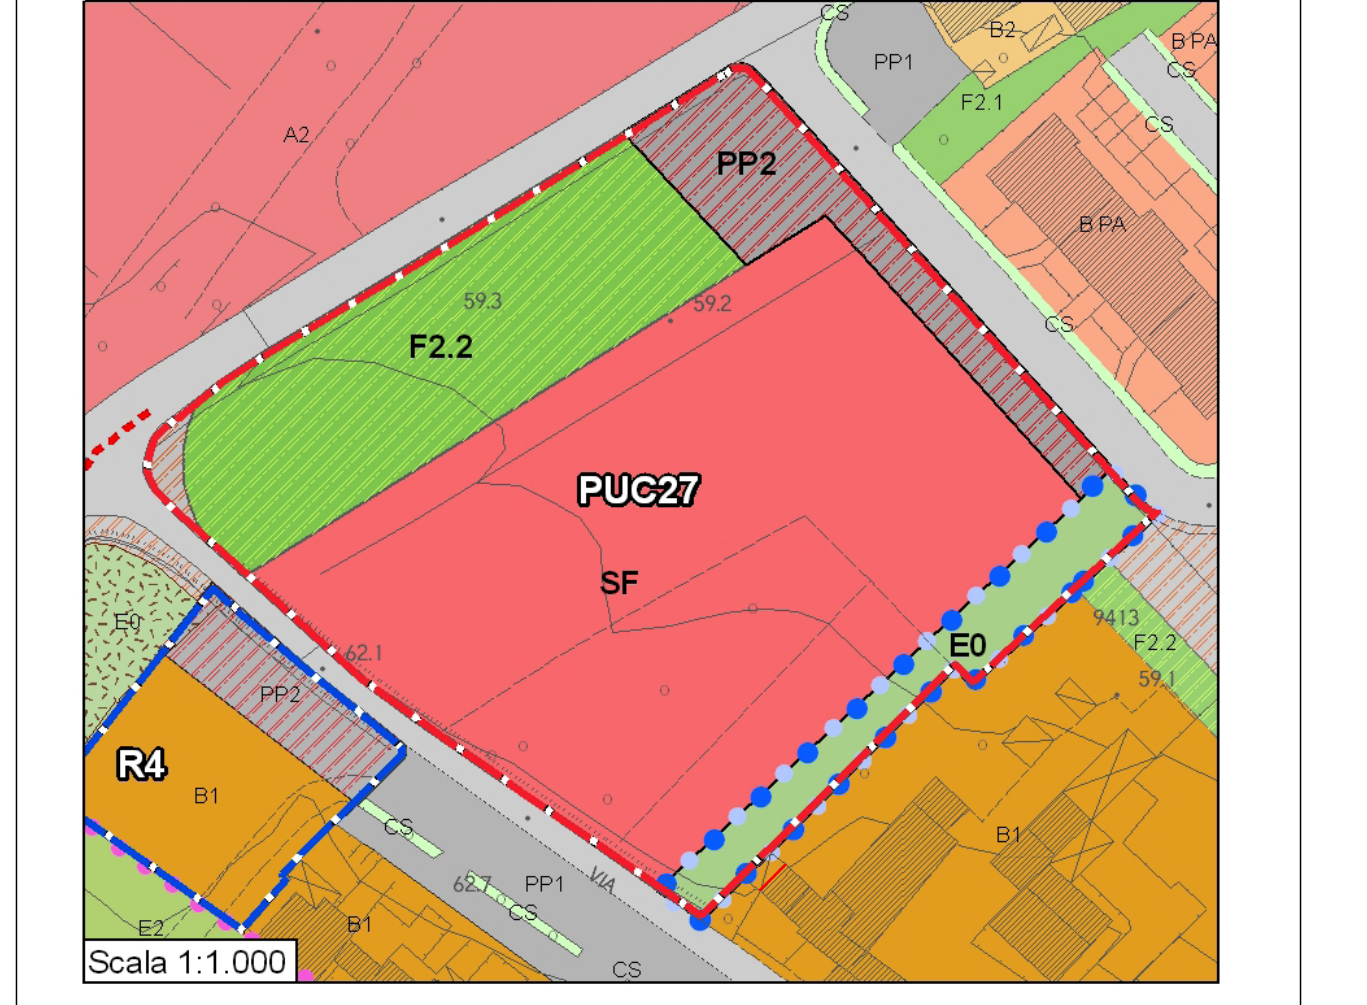 CS
B2
B PA
PP1
CS
F2.1
CS
A2
PP2
B PA
59.3
59.2
CS
F2.2
PUC27
SF
E0
9413
E0
F2.2
62.1
59.1
PP2
R4
B1
CS
B1
VIA
62.7
PP1
CS
B1
E2
Scala 1:1.000
CS